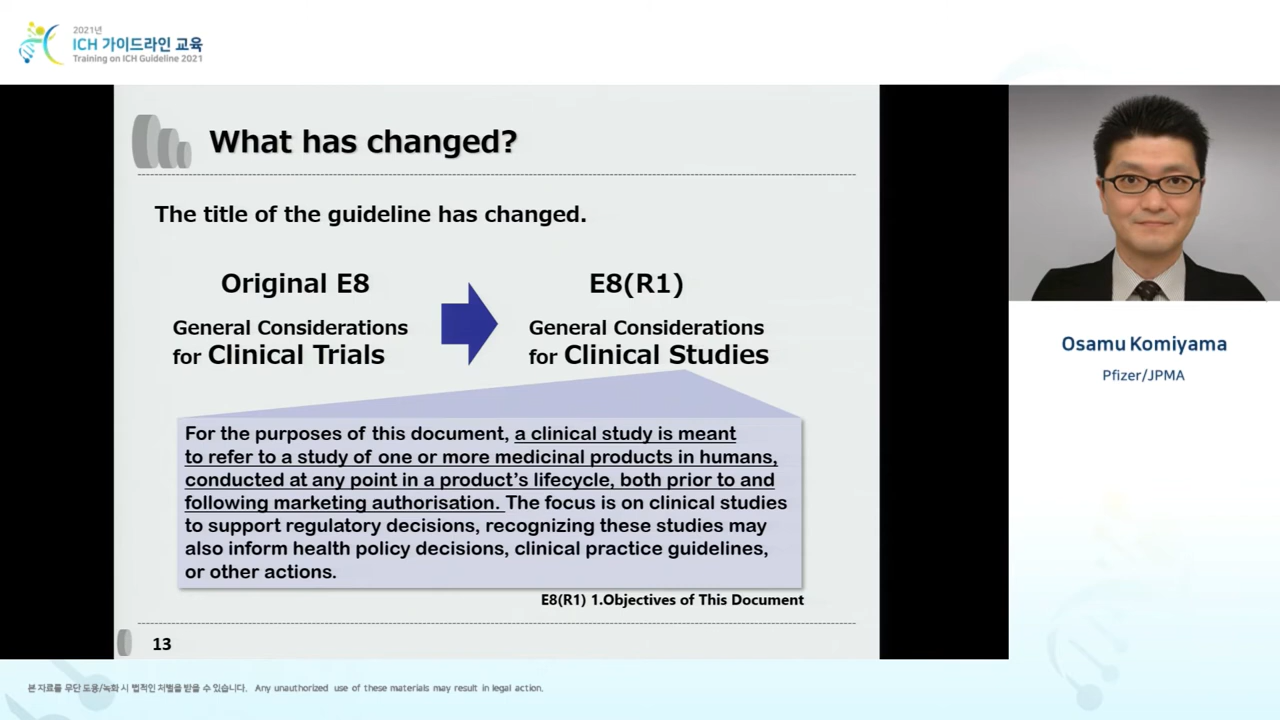 2021년
ICH 가이드라인 교육
Training on ICH Guideline 2021
What has changed?
The title of the guideline has changed.
Original E8
General Considerations
for Clinical Trials
E8(R1)
General Considerations
for Clinical Studies
For the purposes of this document, a clinical study is meant
to refer to a study of one or more medicinal products in humans,
conducted at any point in a product's lifecycle, both prior to and
following marketing authorisation. The focus is on clinical studies
to support regulatory decisions, recognizing these studies may
also inform health policy decisions, clinical practice guidelines,
or other actions.
E8(R1) 1.Objectives of This Document
13
Osamu Komiyama
Pfizer/JPMA
본 자료를 무단 도용/녹화 시 법적인 처벌을 받을 수 있습니다. Any unauthorized use of these materials may result in legal action.